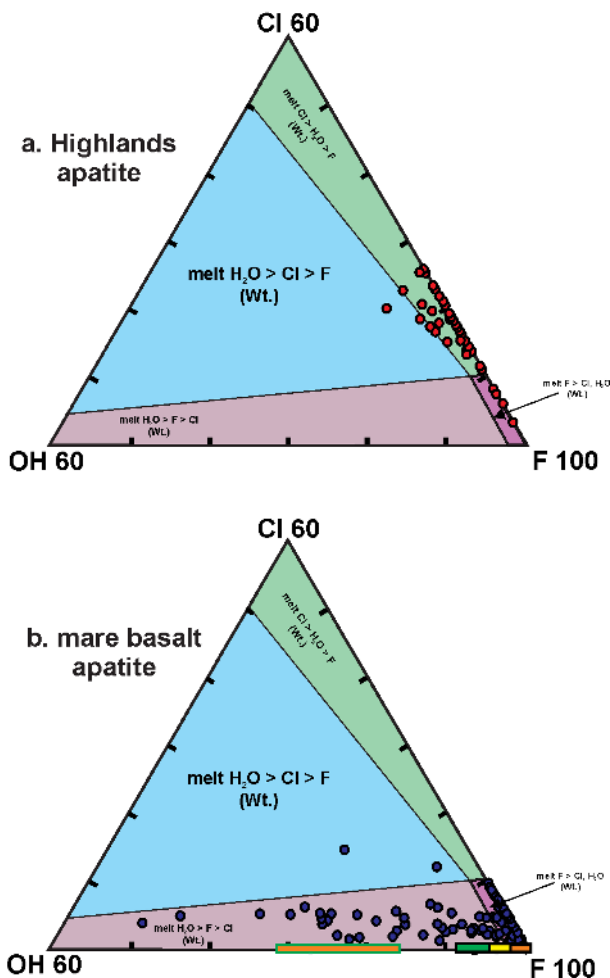 Cl 60
a. Highlands
apatite
melt Cl > H₂O > F
(Wt.)
melt H₂O > Cl > F
(Wt.)
melt F > Cl, H₂O
(Wt.)
melt H₂O > F > Cl
(Wt.)
OH 60
F 100
Cl 60
b. mare basalt
apatite
melt Cl > H₂O > F
(Wt.)
melt H₂O > Cl > F
(Wt.)
melt F > Cl, H₂O
(Wt.)
melt H₂O > F > Cl
(Wt.)
OH 60
F 100